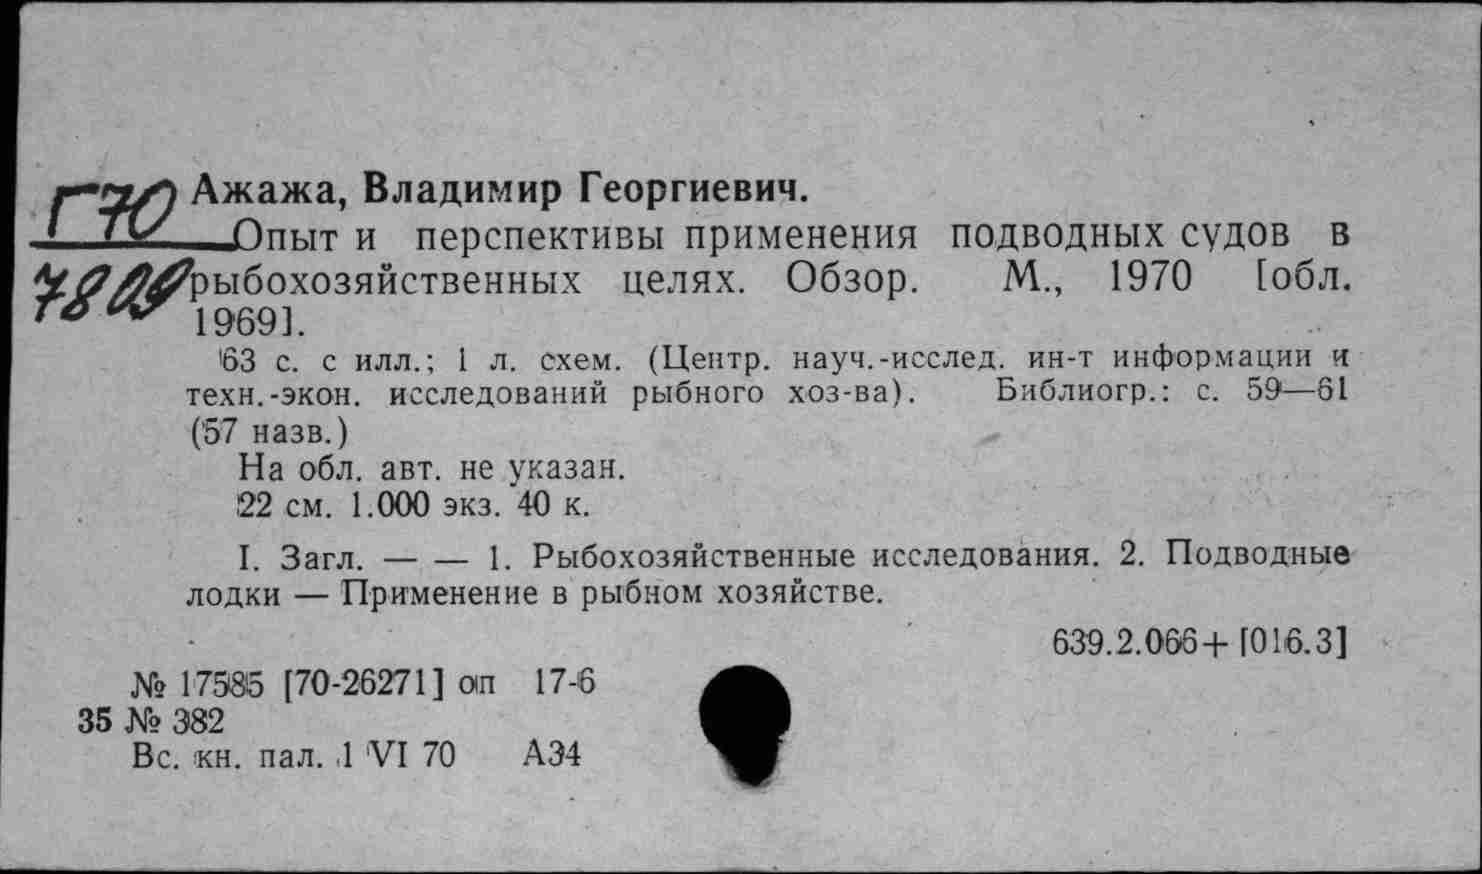 Г70
Ажажа, Владимир Георгиевич.
Опыт и перспективы применения подводных судов в
рыбохозяйственных целях. Обзор. М., 1970 [обл.
1969].
63 с. с илл.; 1 л. схем. (Центр. науч.-исслед. ин-т информации и
техн.-экон. исследований рыбного хоз-ва). Библиогр.: с. 59—61
(57 назв.)
На обл. авт. не указан.
22 см. 1.000 экз. 40 к.
I. Загл. — — 1. Рыбохозяйственные исследования. 2. Подводные
лодки — Применение в рыбном хозяйстве.
639.2.066+[016.3]
№ 17585 [70-26271] оп 17-6
35 № 382
Вс. кн. пал. 1 VI 70 А34